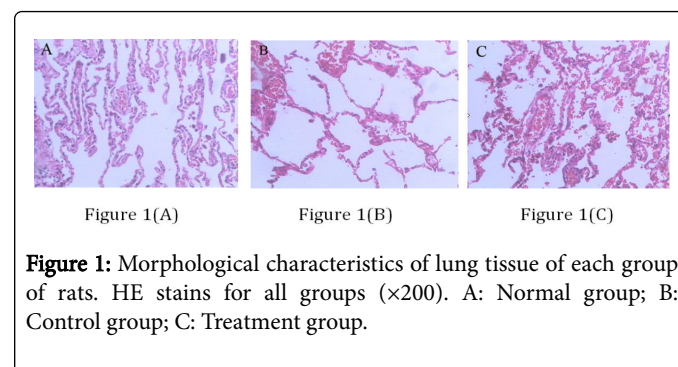 A B C
Figure 1(A) Figure 1(B) Figure 1(C)
Figure 1: Morphological characteristics of lung tissue of each group
of rats. HE stains for all groups (×200). A: Normal group; B:
Control group; C: Treatment group.